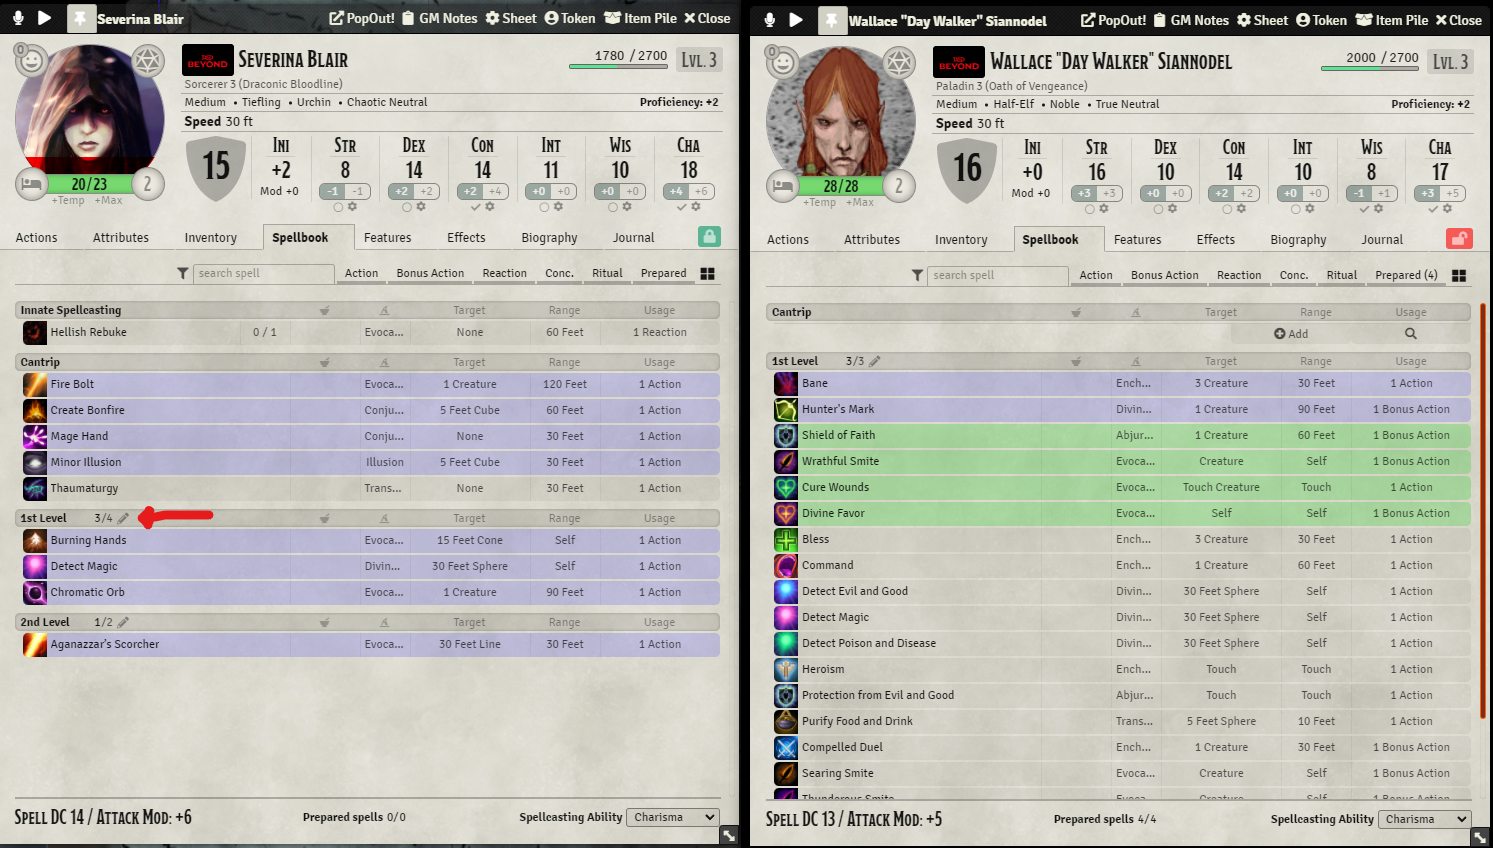 Severina Blair PopOut! GM Notes Sheet Token Item Pile Close
0
BEYOND Severina Blair 1780 / 2700 Lvl. 3
Sorcerer 3 (Draconic Bloodline)
Medium • Tiefling • Urchin • Chaotic Neutral Proficiency: +2
Speed 30 ft
15 Ini Str Dex Con Int Wis Cha
+2 8 14 14 11 10 18
Mod +0 -1 -1 +2 +2 +2 +4 +0 +0 +0 +0 +4 +6
20/23 2
+Temp +Max
Actions Attributes Inventory Spellbook Features Effects Biography Journal
search spell Action Bonus Action Reaction Conc. Ritual Prepared
Innate Spellcasting Target Range Usage
Hellish Rebuke 0 / 1 Evoca... None 60 Feet 1 Reaction
Cantrip Target Range Usage
Fire Bolt Evoca... 1 Creature 120 Feet 1 Action
Create Bonfire Conju... 5 Feet Cube 60 Feet 1 Action
Mage Hand Conju... None 30 Feet 1 Action
Minor Illusion Illusion 5 Feet Cube 30 Feet 1 Action
Thaumaturgy Trans... None 30 Feet 1 Action
1st Level 3/4 Target Range Usage
Burning Hands Evoca... 15 Feet Cone Self 1 Action
Detect Magic Divin... 30 Feet Sphere Self 1 Action
Chromatic Orb Evoca... 1 Creature 90 Feet 1 Action
2nd Level 1/2 Target Range Usage
Aganazzar's Scorcher Evoca... 30 Feet Line 30 Feet 1 Action
Spell DC 14 / Attack Mod: +6 Prepared spells 0/0 Spellcasting Ability Charisma
Wallace "Day Walker" Siannodel PopOut! GM Notes Sheet Token Item Pile Close
0
BEYOND Wallace "Day Walker" Siannodel 2000 / 2700 Lvl. 3
Paladin 3 (Oath of Vengeance)
Medium • Half-Elf • Noble • True Neutral Proficiency: +2
Speed 30 ft
16 Ini Str Dex Con Int Wis Cha
+0 16 10 14 10 8 17
Mod +0 +3 +3 +0 +0 +2 +2 +0 +0 -1 +1 +3 +5
28/28 2
+Temp +Max
Actions Attributes Inventory Spellbook Features Effects Biography Journal
search spell Action Bonus Action Reaction Conc. Ritual Prepared (4)
Cantrip Target Range Usage
Add
1st Level 3/3 Target Range Usage
Bane Ench... 3 Creature 30 Feet 1 Action
Hunter's Mark Divin... 1 Creature 90 Feet 1 Bonus Action
Shield of Faith Abjur... 1 Creature 60 Feet 1 Bonus Action
Wrathful Smite Evoca... Creature Self 1 Bonus Action
Cure Wounds Evoca... Touch Creature Touch 1 Action
Divine Favor Evoca... Self Self 1 Bonus Action
Bless Ench... 3 Creature 30 Feet 1 Action
Command Ench... 1 Creature 60 Feet 1 Action
Detect Evil and Good Divin... 30 Feet Sphere Self 1 Action
Detect Magic Divin... 30 Feet Sphere Self 1 Action
Detect Poison and Disease Divin... 30 Feet Sphere Self 1 Action
Heroism Ench... Touch Touch 1 Action
Protection from Evil and Good Abjur... Touch Touch 1 Action
Purify Food and Drink Trans... 5 Feet Sphere 10 Feet 1 Action
Compelled Duel Ench... 1 Creature 30 Feet 1 Bonus Action
Searing Smite Evoca... Creature Self 1 Bonus Action
Thunderous Smite Evoca... Creature Self 1 Bonus Action
Spell DC 13 / Attack Mod: +5 Prepared spells 4/4 Spellcasting Ability Charisma